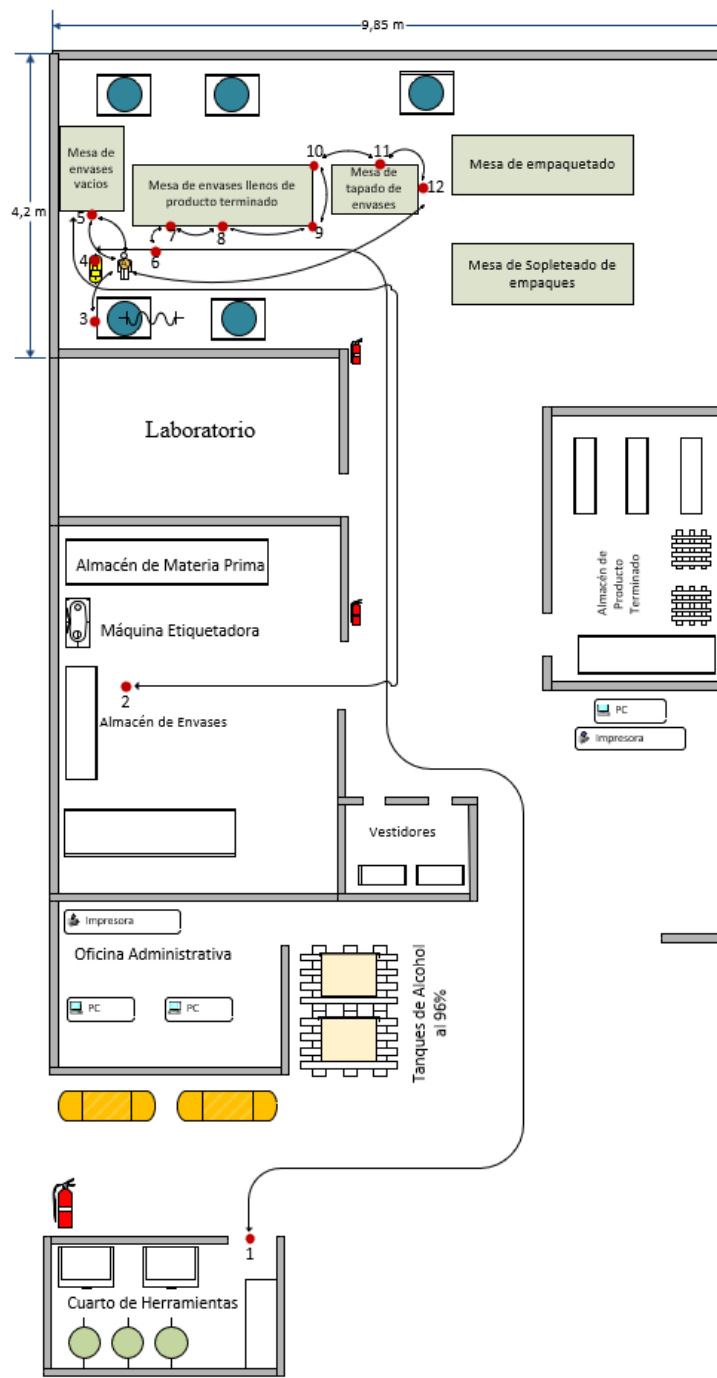 9,85 m
4,2 m
Mesa de
envases
vacios
Mesa de envases llenos de
producto terminado
10
11
Mesa de
tapado de
envases
12
Mesa de empaquetado
5
7
8
9
6
4
3
Mesa de Sopleteado de
empaques
Laboratorio
Almacén de Materia Prima
Máquina Etiquetadora
2
Almacén de Envases
Almacén de
Producto
Terminado
PC
Impresora
Vestidores
Impresora
Oficina Administrativa
PC
PC
Tanques de Alcohol
al 96%
1
Cuarto de Herramientas